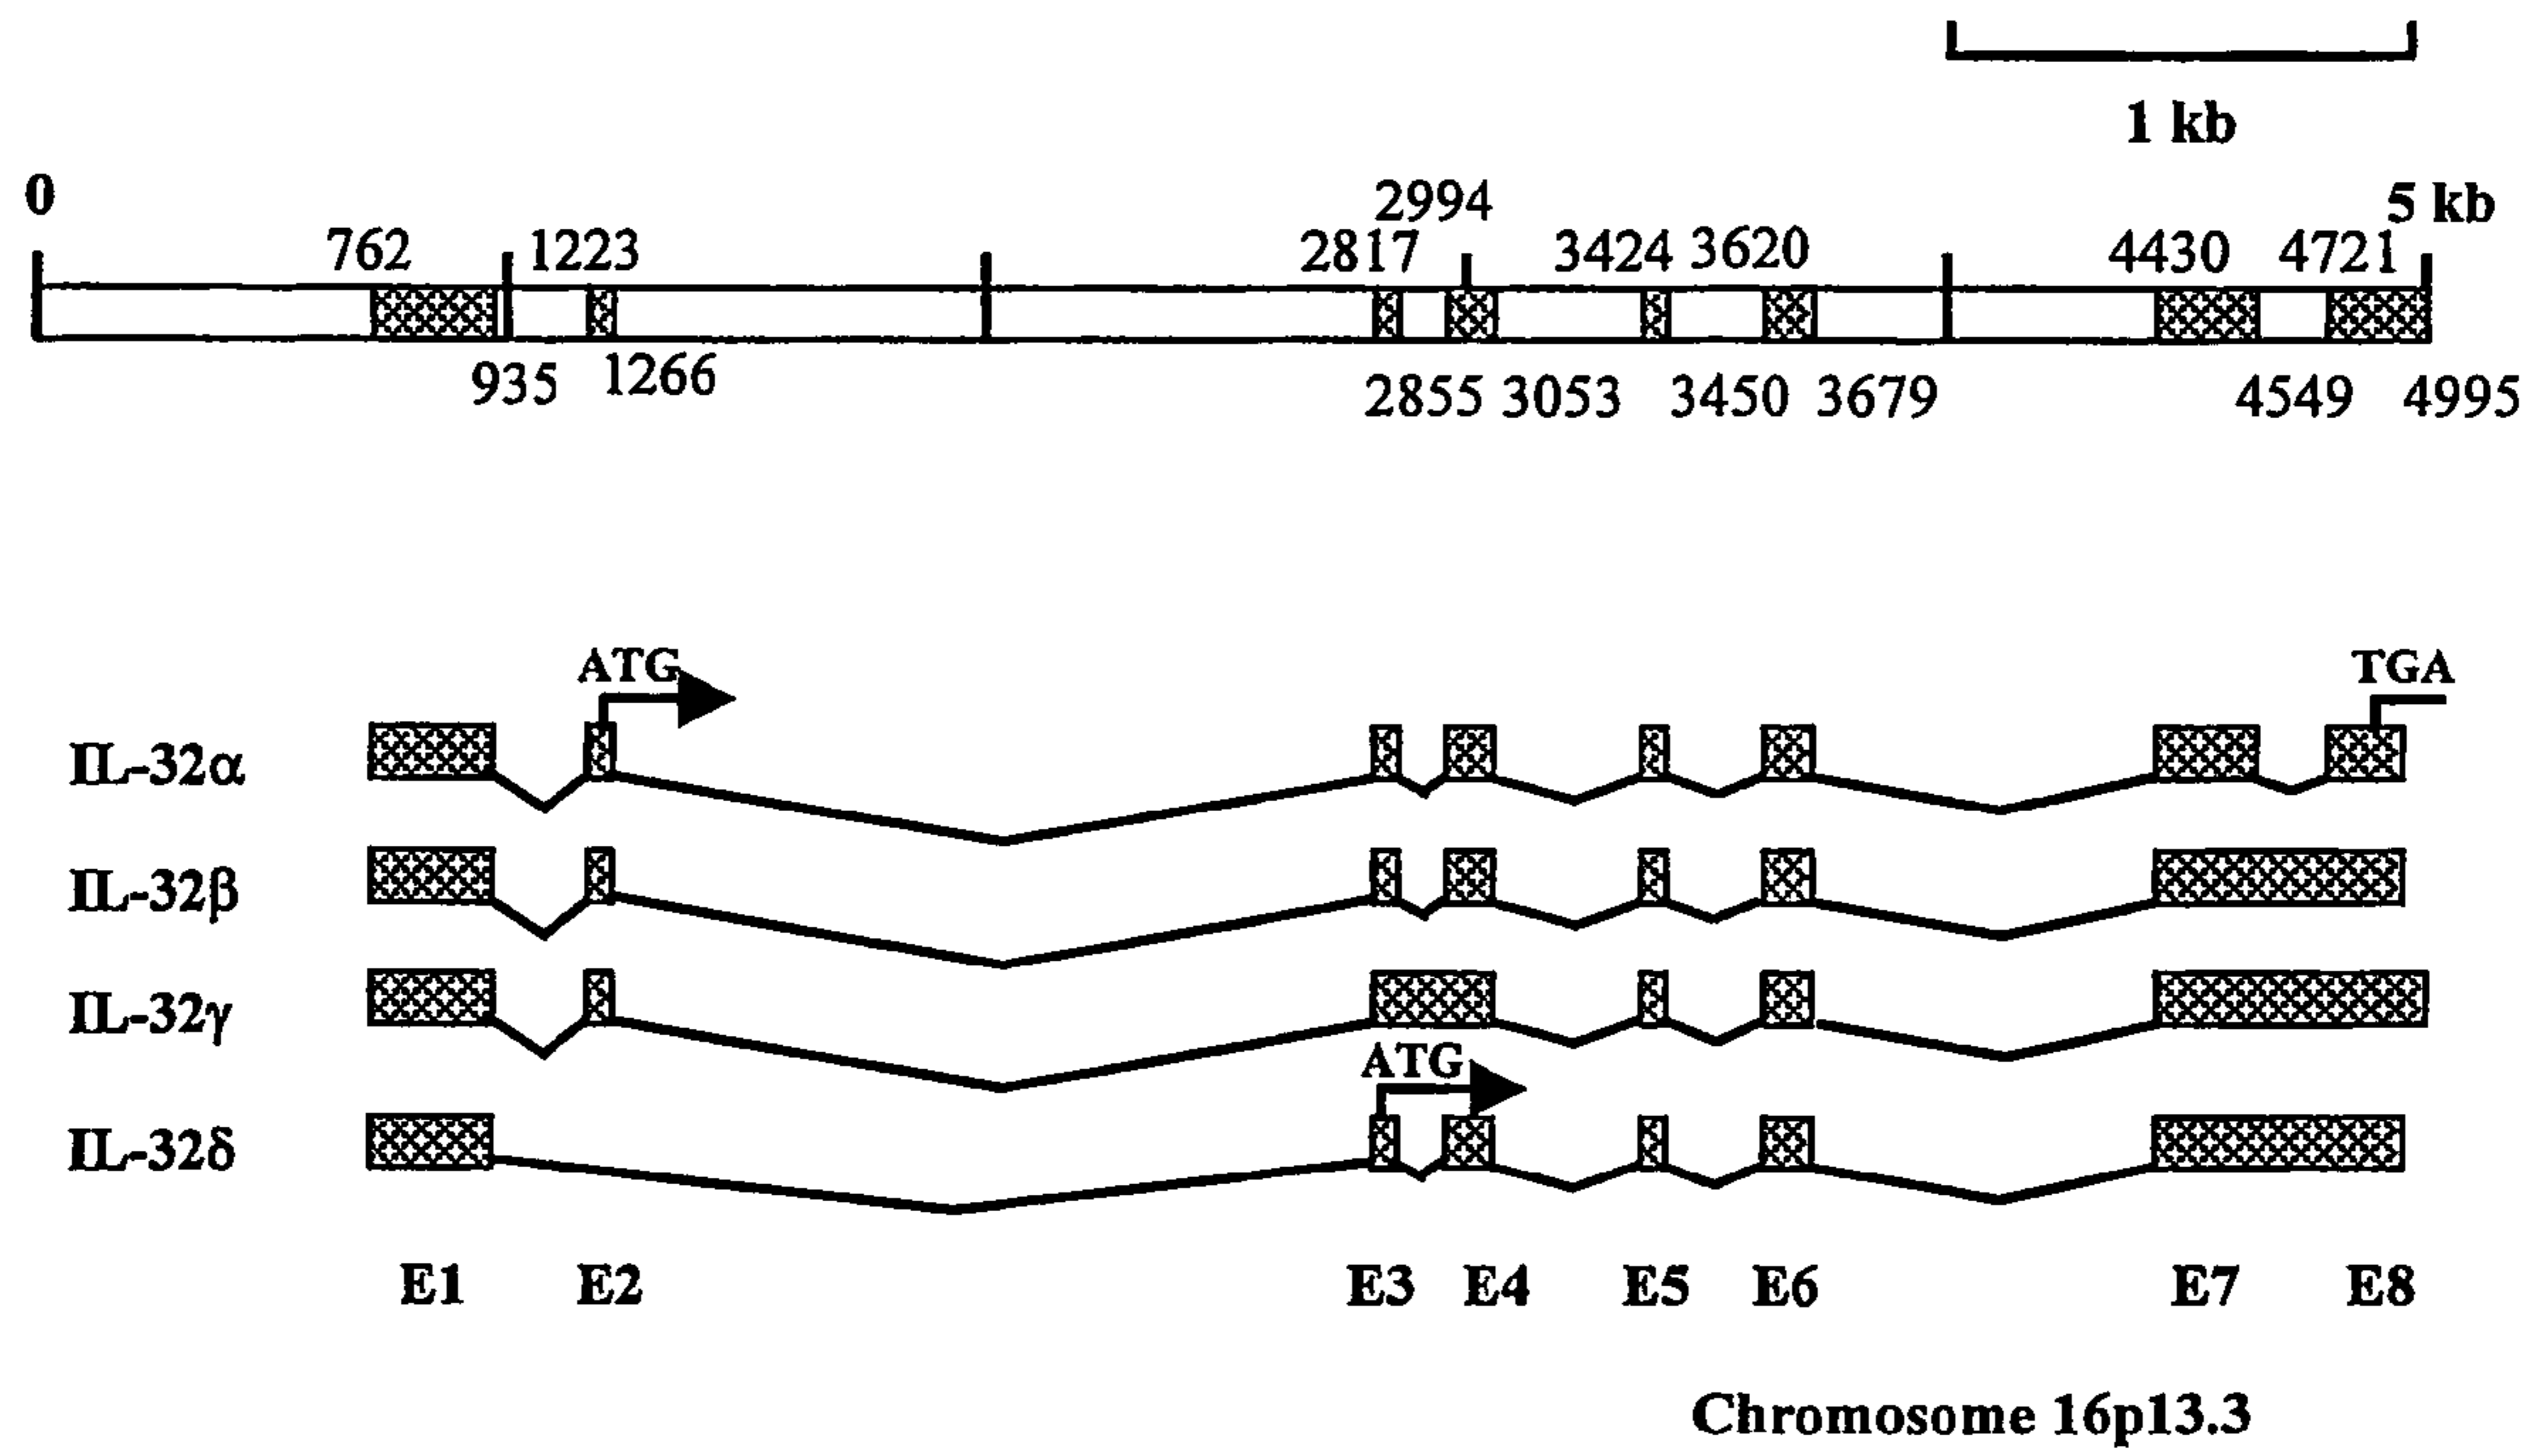 1 kb
0
2994
5 kb
762 1223 2817 3424 3620 4430 4721
935 1266 2855 3053 3450 3679 4549 4995
ATG TGA
IL-32α
IL-32β
IL-32γ
ATG
IL-32δ
E1 E2 E3 E4 E5 E6 E7 E8
Chromosome 16p13.3